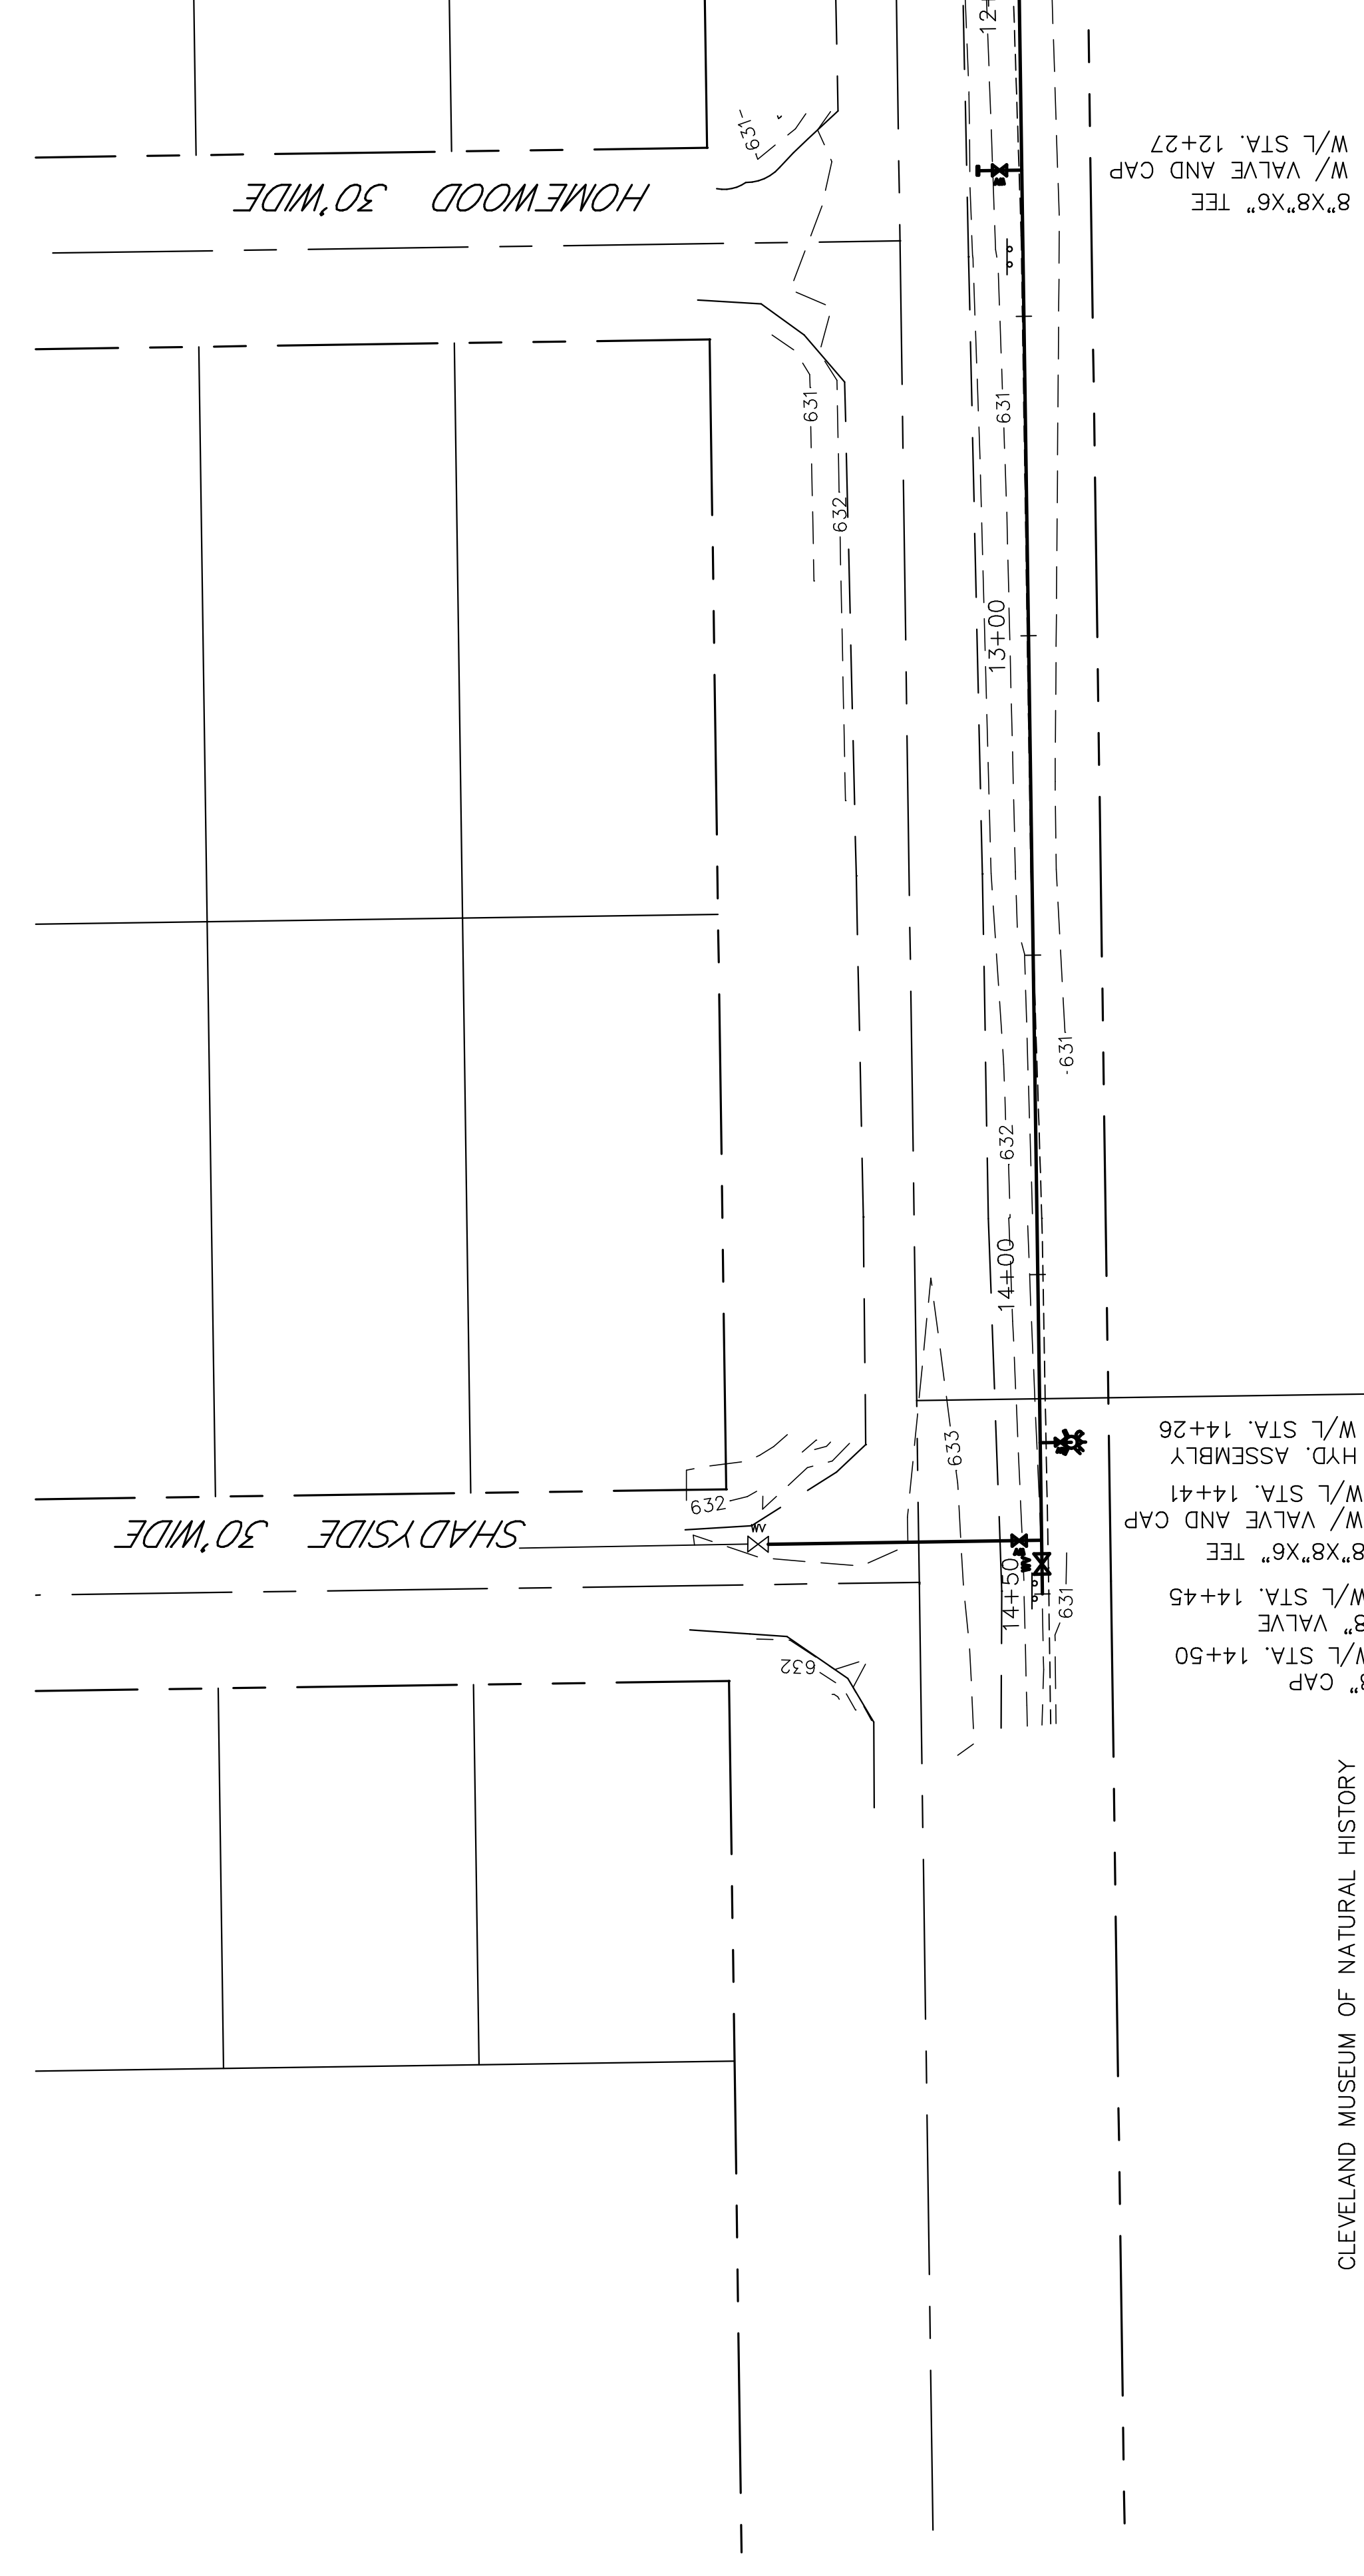 12+
631
W/L STA. 12+27
W/ VALVE AND CAP
8"X8"X6" TEE
HOMEWOOD 30' WIDE
631
631
632
13+00
631
632
14+00
633
HYD. ASSEMBLY
W/L STA. 14+26
8"X8"X6" TEE
W/ VALVE AND CAP
W/L STA. 14+41
8" VALVE
W/L STA. 14+45
8" CAP
W/L STA. 14+50
632
WV
SHADYSIDE 30' WIDE
14+50
631
632
CLEVELAND MUSEUM OF NATURAL HISTORY